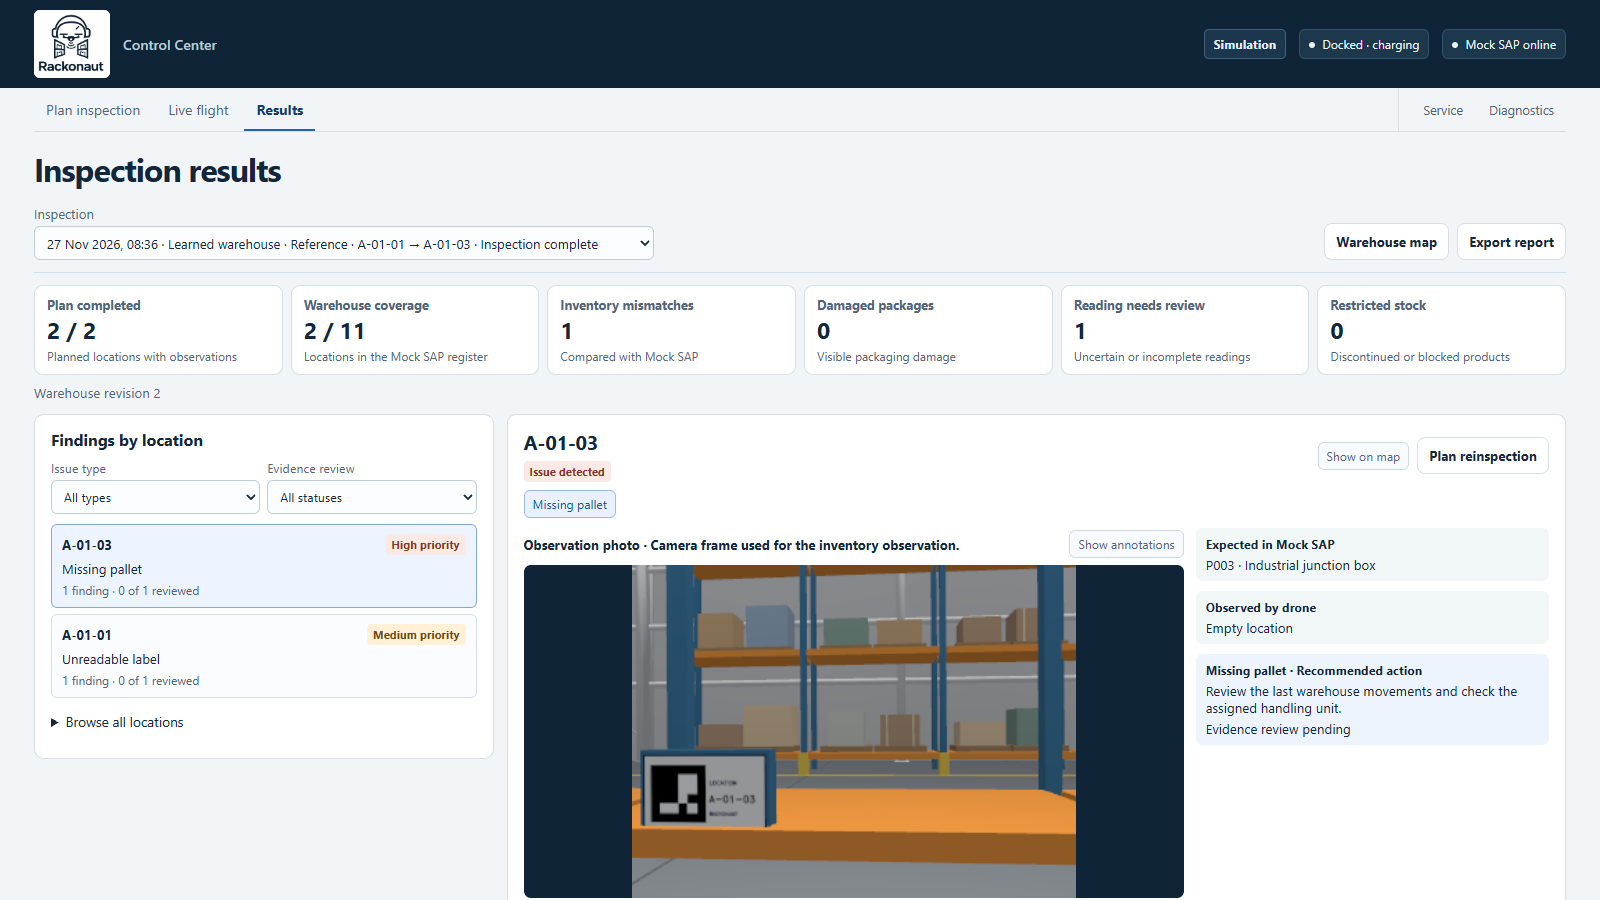 Rackonaut
Control Center
Simulation
Docked · charging
Mock SAP online
Plan inspection
Live flight
Results
Service
Diagnostics
Inspection results
Inspection
27 Nov 2026, 08:36 · Learned warehouse · Reference · A-01-01 → A-01-03 · Inspection complete
Warehouse map
Export report
Plan completed
2 / 2
Planned locations with observations
Warehouse coverage
2 / 11
Locations in the Mock SAP register
Inventory mismatches
1
Compared with Mock SAP
Damaged packages
0
Visible packaging damage
Reading needs review
1
Uncertain or incomplete readings
Restricted stock
0
Discontinued or blocked products
Warehouse revision 2
Findings by location
Issue type
Evidence review
All types
All statuses
A-01-03
High priority
Missing pallet
1 finding · 0 of 1 reviewed
A-01-01
Medium priority
Unreadable label
1 finding · 0 of 1 reviewed
Browse all locations
A-01-03
Issue detected
Missing pallet
Show on map
Plan reinspection
Observation photo · Camera frame used for the inventory observation.
Show annotations
LOCATION
A-01-03
Expected in Mock SAP
P003 · Industrial junction box
Observed by drone
Empty location
Missing pallet · Recommended action
Review the last warehouse movements and check the
assigned handling unit.
Evidence review pending